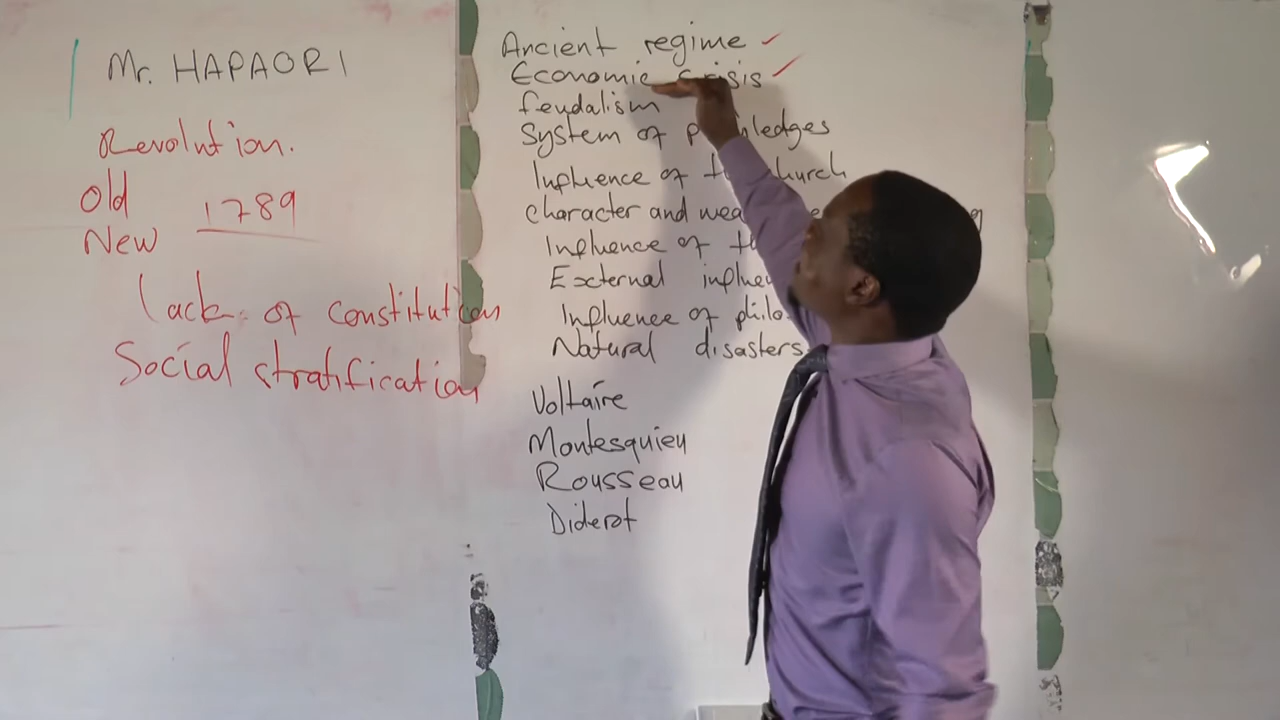 Mr. HAPAORI
Revolution.
Old
1789
New
lack of constitution
Social stratification
Ancient regime
Economic crisis
feudalism
System of
Influence of church
character and
Influence of
External
Influence of
Natural disasters
Voltaire
Montesquieu
Rousseau
Diderot